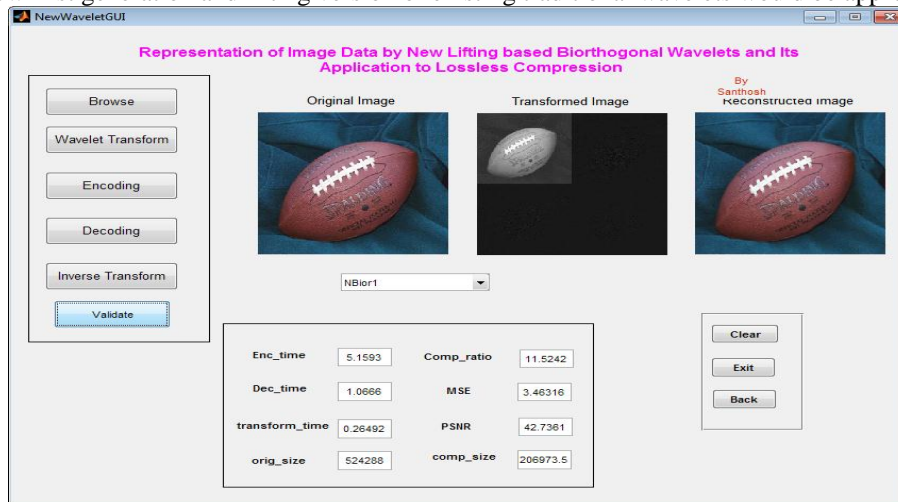 NewWaveletGUI
Representation of Image Data by New Lifting based Biorthogonal Wavelets and Its
Application to Lossless Compression
By
Santhosh
Browse
Wavelet Transform
Encoding
Decoding
Inverse Transform
Validate
Original Image
Transformed Image
Reconstructed Image
SPALDING
SPALDING
NBior1
Enc_time
5.1593
Comp_ratio
11.5242
Dec_time
1.0666
MSE
3.46316
transform_time
0.26492
PSNR
42.7361
orig_size
524288
comp_size
206973.5
Clear
Exit
Back